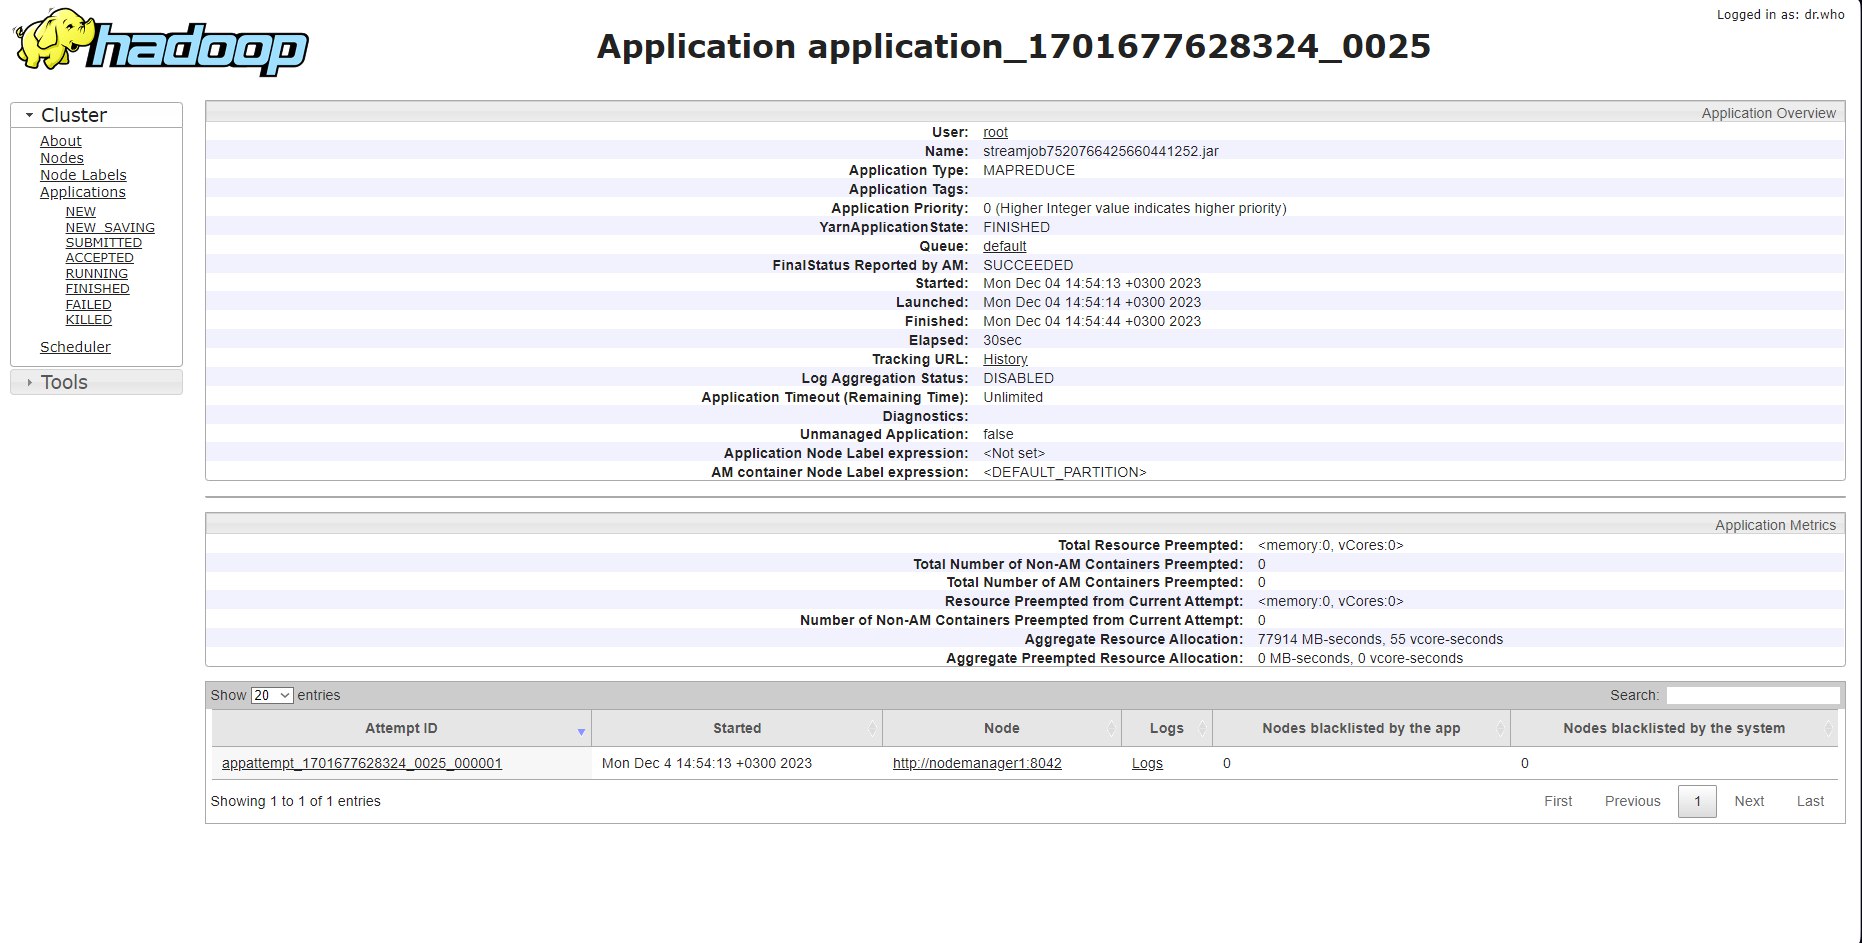 hadoop
Logged in as: dr.who
Application application_1701677628324_0025
Cluster
About
Nodes
Node Labels
Applications
NEW
NEW_SAVING
SUBMITTED
ACCEPTED
RUNNING
FINISHED
FAILED
KILLED
Scheduler
Tools
Application Overview
User: root
Name: streamjob7520766425660441252.jar
Application Type: MAPREDUCE
Application Tags:
Application Priority: 0 (Higher Integer value indicates higher priority)
YarnApplicationState: FINISHED
Queue: default
FinalStatus Reported by AM: SUCCEEDED
Started: Mon Dec 04 14:54:13 +0300 2023
Launched: Mon Dec 04 14:54:14 +0300 2023
Finished: Mon Dec 04 14:54:44 +0300 2023
Elapsed: 30sec
Tracking URL: History
Log Aggregation Status: DISABLED
Application Timeout (Remaining Time): Unlimited
Diagnostics:
Unmanaged Application: false
Application Node Label expression: <Not set>
AM container Node Label expression: <DEFAULT_PARTITION>
Application Metrics
Total Resource Preempted: <memory:0, vCores:0>
Total Number of Non-AM Containers Preempted: 0
Total Number of AM Containers Preempted: 0
Resource Preempted from Current Attempt: <memory:0, vCores:0>
Number of Non-AM Containers Preempted from Current Attempt: 0
Aggregate Resource Allocation: 77914 MB-seconds, 55 vcore-seconds
Aggregate Preempted Resource Allocation: 0 MB-seconds, 0 vcore-seconds
Show 20 entries Search:
Attempt ID Started Node Logs Nodes blacklisted by the app Nodes blacklisted by the system
appattempt_1701677628324_0025_000001 Mon Dec 4 14:54:13 +0300 2023 http://nodemanager1:8042 Logs 0 0
Showing 1 to 1 of 1 entries First Previous 1 Next Last